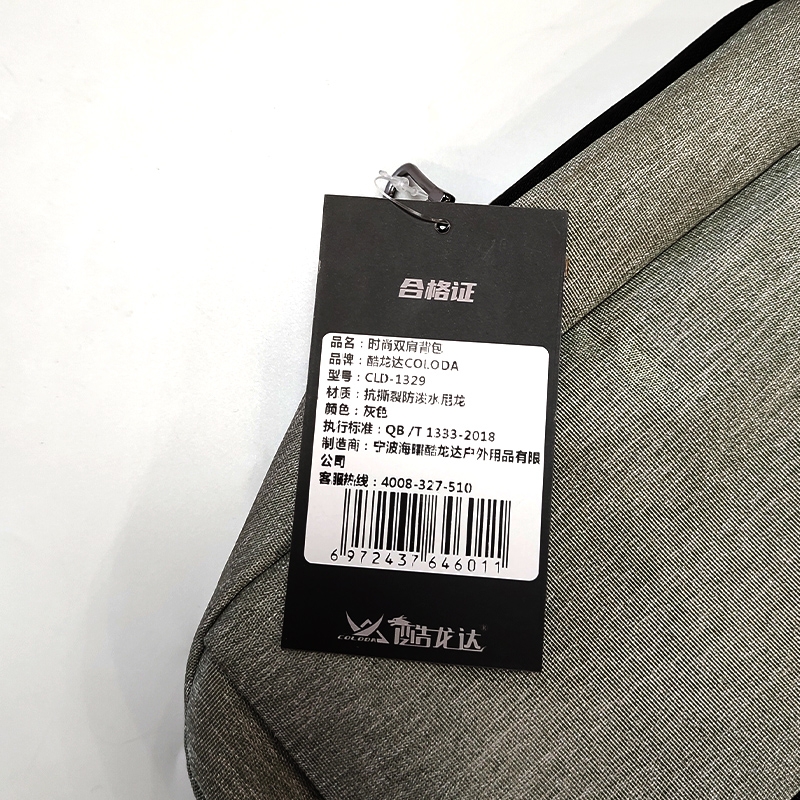 合格证
品名：时尚双肩背包
品牌：酷龙达COLODA
型号：CLD-1329
材质：抗撕裂防泼水尼龙
颜色：灰色
执行标准：QB /T 1333-2018
制造商：宁波海曙酷龙达户外用品有限
公司
客服热线：4008-327-510
6 972437 646011
COLODA 酷龙达®